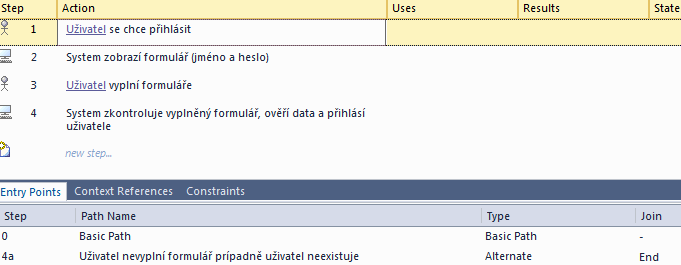 Step Action Uses Results State
1 Uživatel se chce přihlásit
2 System zobrazí formulář (jméno a heslo)
3 Uživatel vyplní formuláře
4 System zkontroluje vyplněný formulář, ověří data a přihlásí
uživatele
new step...
Entry Points Context References Constraints
Step Path Name Type Join
0 Basic Path Basic Path -
4a Uživatel nevyplní formulář prípadně uživatel neexistuje Alternate End